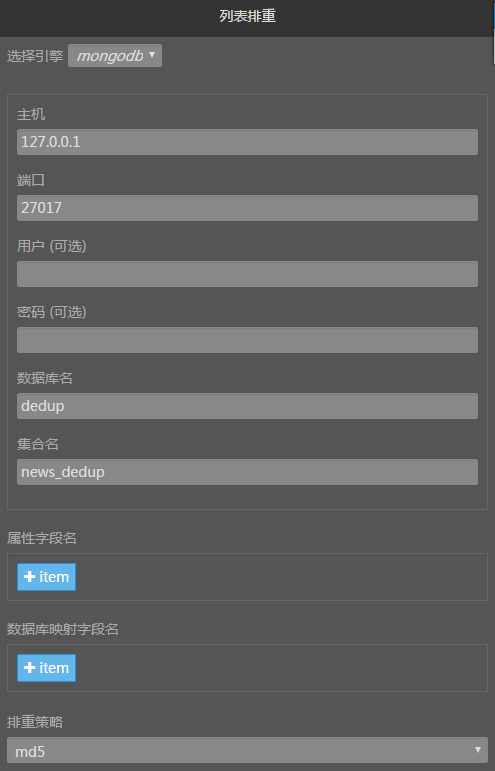 列表排重
选择引擎 mongodb
主机
127.0.0.1
端口
27017
用户 (可选)
密码 (可选)
数据库名
dedup
集合名
news_dedup
属性字段名
item
数据库映射字段名
item
排重策略
md5